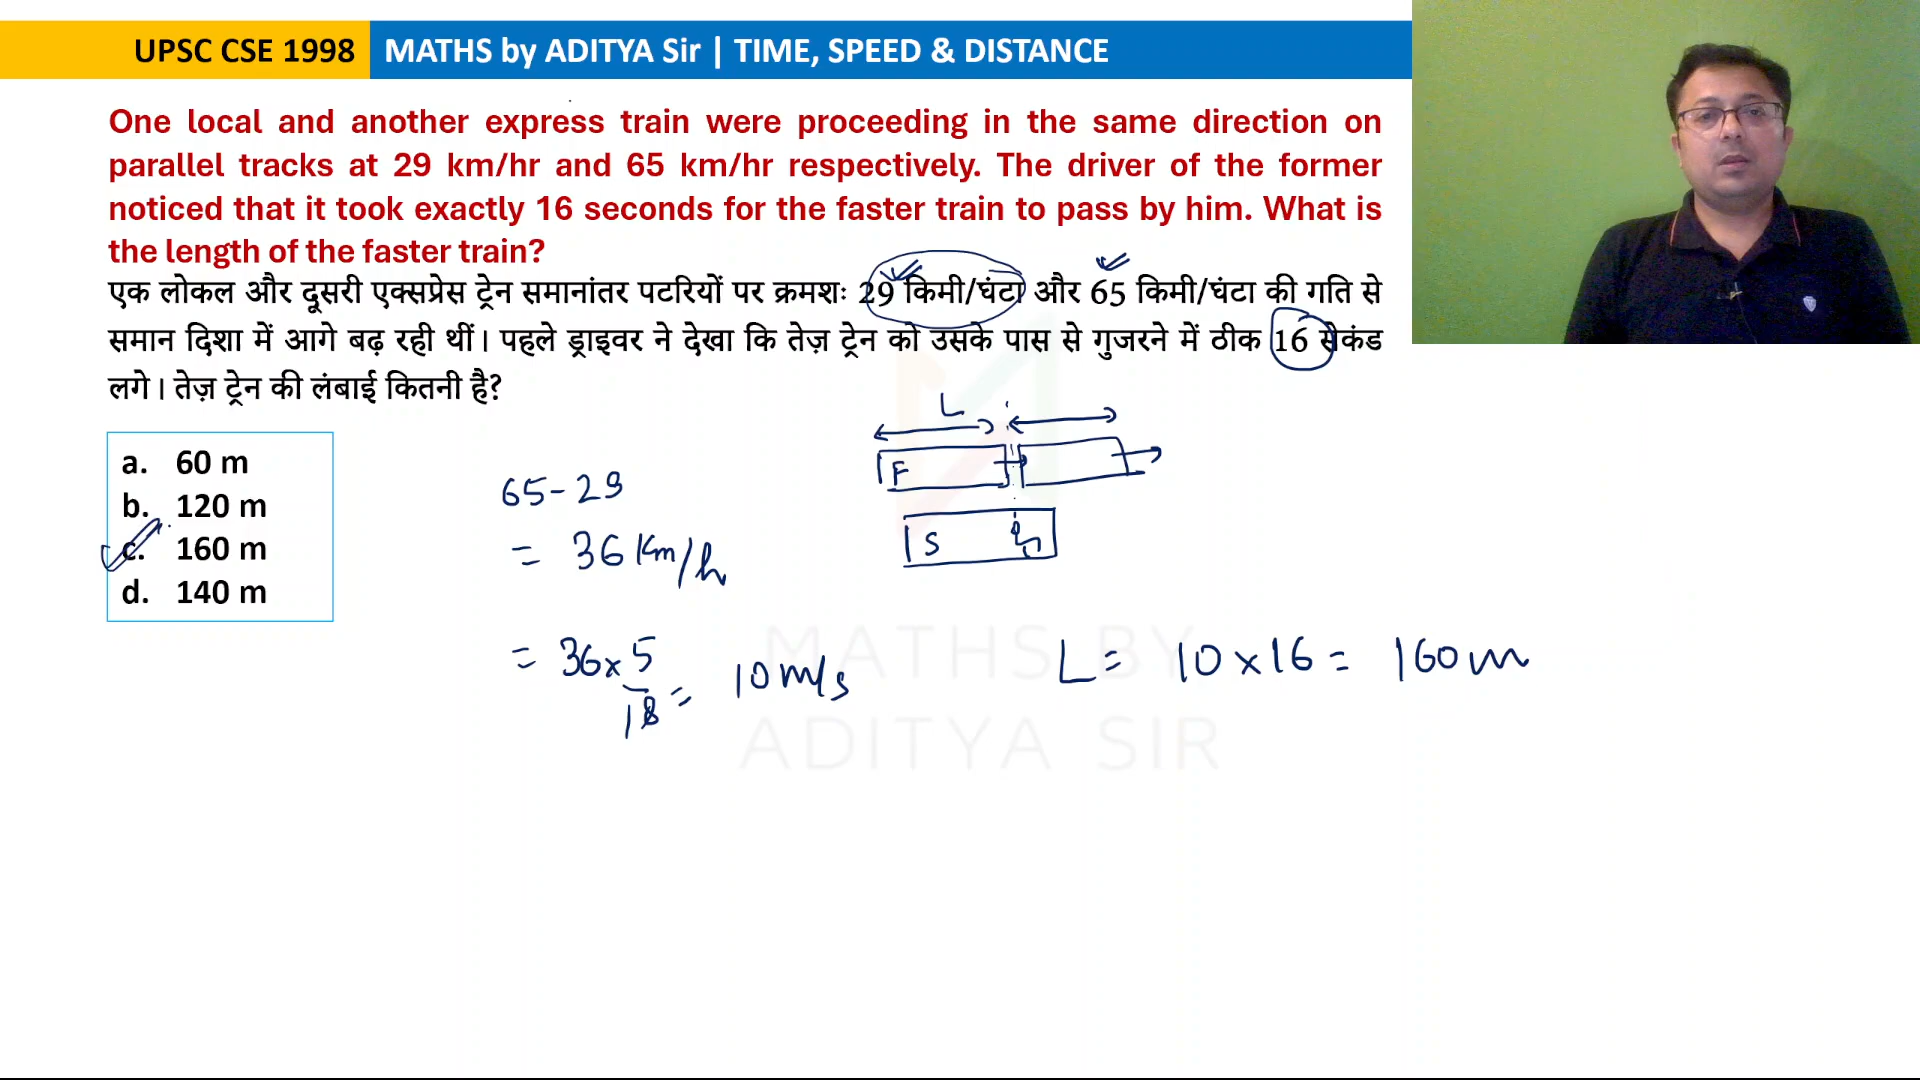 UPSC CSE 1998
MATHS by ADITYA Sir | TIME, SPEED & DISTANCE
One local and another express train were proceeding in the same direction on
parallel tracks at 29 km/hr and 65 km/hr respectively. The driver of the former
noticed that it took exactly 16 seconds for the faster train to pass by him. What is
the length of the faster train?
एक लोकल और दूसरी एक्सप्रेस ट्रेन समानांतर पटरियों पर क्रमशः 29 किमी/घंटा और 65 किमी/घंटा की गति से
समान दिशा में आगे बढ़ रही थीं। पहले ड्राइवर ने देखा कि तेज़ ट्रेन को उसके पास से गुजरने में ठीक 16 सेकंड
लगे। तेज़ ट्रेन की लंबाई कितनी है?
a. 60 m
b. 120 m
c. 160 m
d. 140 m
65-29
= 36 Km/h
= 36 x 5/18 = 10 m/s
L
F
S
L = 10 x 16 = 160 m
MATHS BY
ADITYA SIR